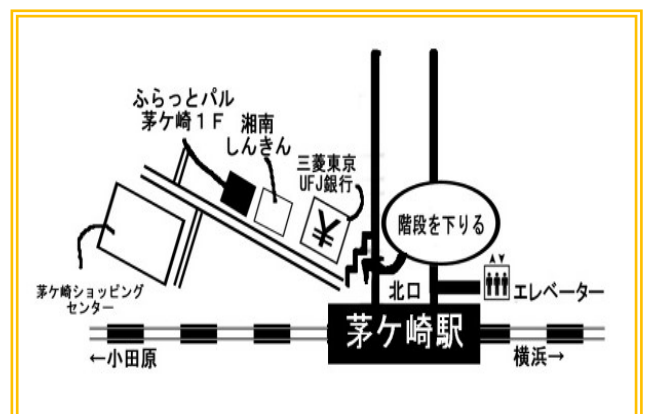 ふらっとパル
茅ケ崎１Ｆ
湘南
しんきん
三菱東京
UFJ銀行
¥
階段を下りる
茅ケ崎ショッピング
センター
北口
エレベーター
茅ケ崎駅
←小田原
横浜→